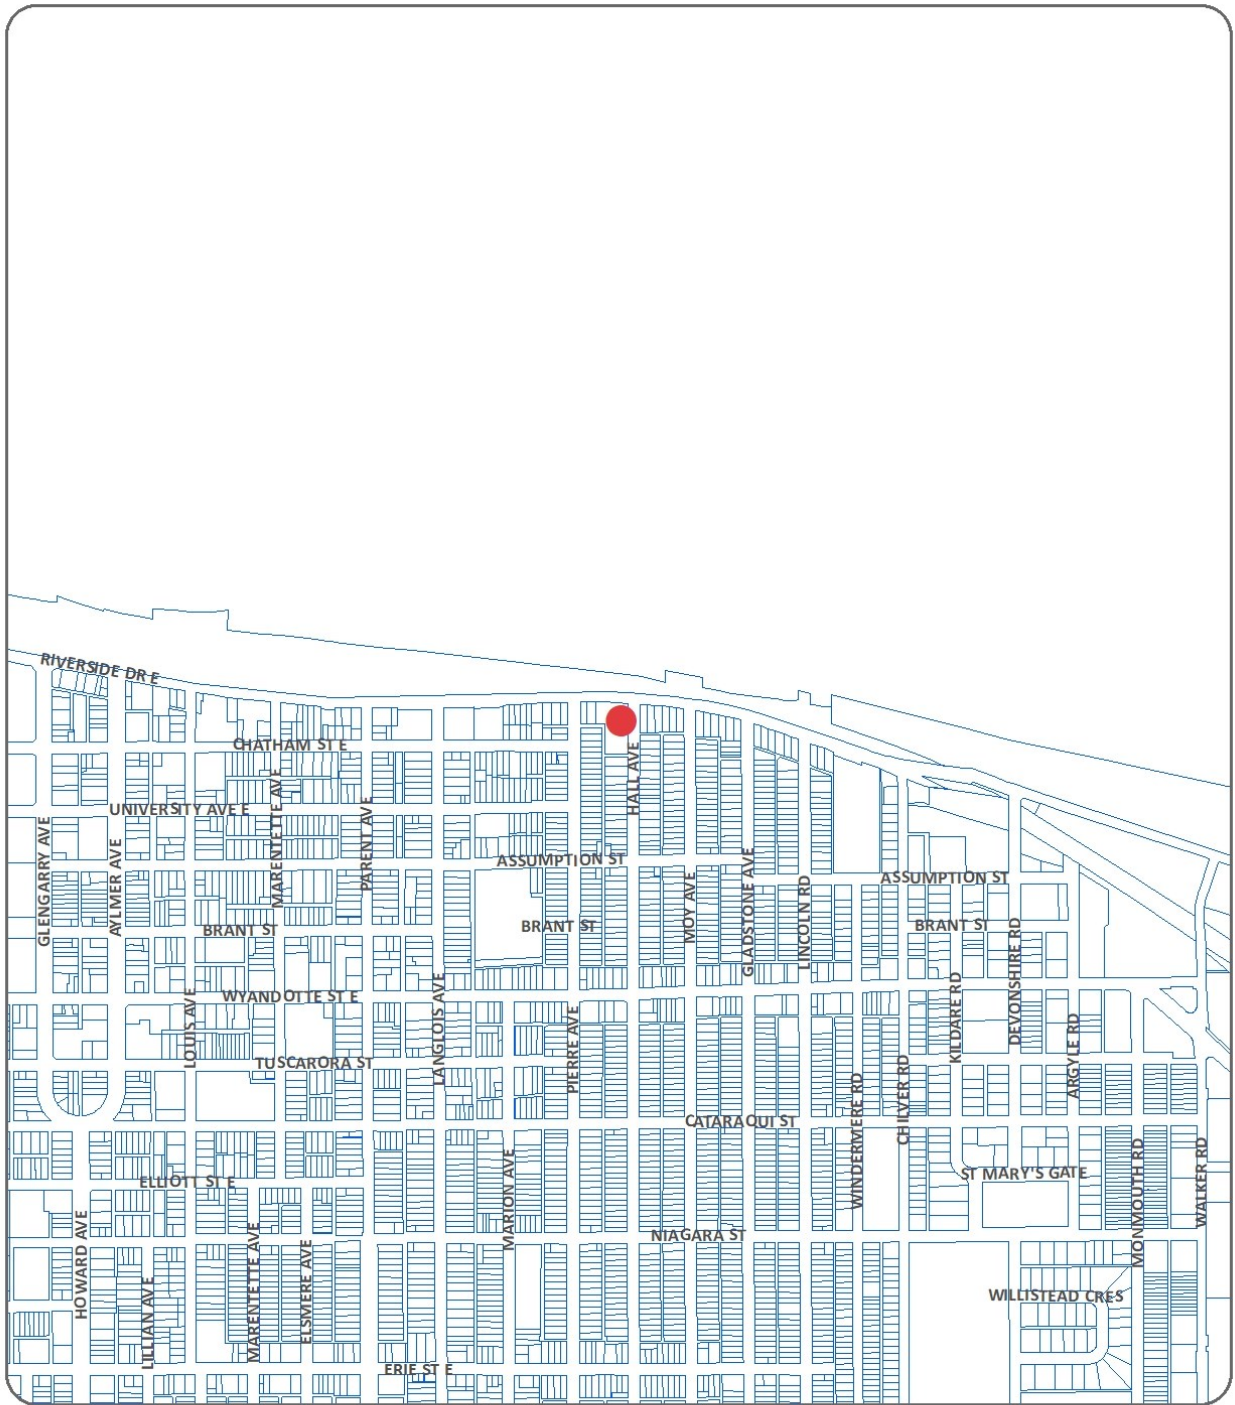 RIVERSIDE DR E
CHATHAM ST E
HALL AVE
UNIVERSITY AVE E
MARENTETTE AVE
PARENT AVE
GLENGARRY AVE
AYLMER AVE
ASSUMPTION ST
ASSUMPTION ST
MOY AVE
GLADSTONE AVE
LINCOLN RD
BRANT ST
BRANT ST
BRANT ST
WYANDOTTE ST E
LOUIS AVE
LANGLOIS AVE
PIERRE AVE
KILDARE RD
DEVONSHIRE RD
ARGYLE RD
TUSCARORA ST
CATARAQUI ST
WINDERMERE RD
CHILVER RD
ELLIOTT ST E
MARION AVE
ST MARY'S GATE
MONMOUTH RD
WALKER RD
NIAGARA ST
HOWARD AVE
LILLIAN AVE
MARENTETTE AVE
ELSMERE AVE
WILLISTEAD CRES
ERIE ST E